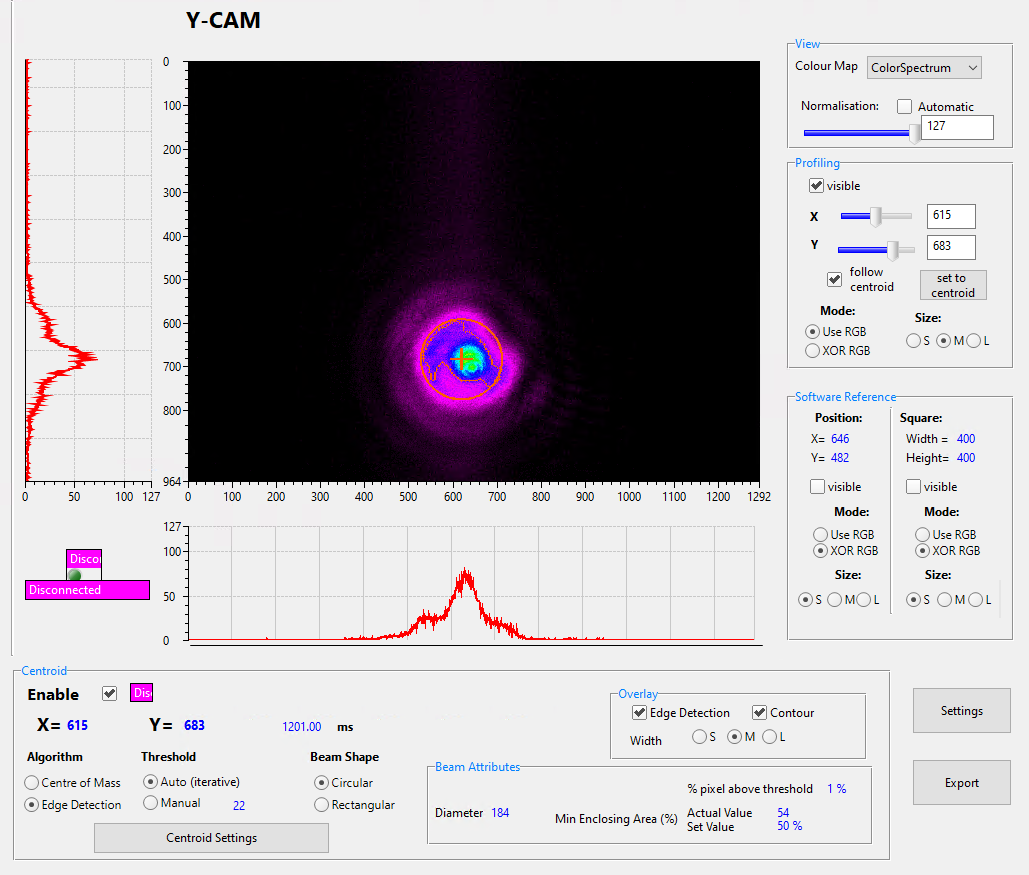 Y-CAM
View
Colour Map ColorSpectrum
Normalisation: Automatic
127
Profiling
visible
X 615
Y 683
follow centroid
set to centroid
Mode:
Use RGB
XOR RGB
Size:
S M L
0
100
200
300
400
500
600
700
800
964
0 50 100 127
0 100 200 300 400 500 600 700 800 900 1000 1100 1200 1292
127
100
50
0
Disco
Disconnected
Software Reference
Position: Square:
X= 646 Width = 400
Y= 482 Height= 400
visible visible
Mode: Mode:
Use RGB Use RGB
XOR RGB XOR RGB
Size: Size:
S M L S M L
Centroid
Enable Dis
X= 615 Y= 683 1201.00 ms
Algorithm Threshold Beam Shape
Centre of Mass Auto (iterative) Circular
Edge Detection Manual 22 Rectangular
Centroid Settings
Overlay
Edge Detection Contour
Width S M L
Beam Attributes
% pixel above threshold 1 %
Diameter 184 Min Enclosing Area (%) Actual Value 54
Set Value 50 %
Settings
Export